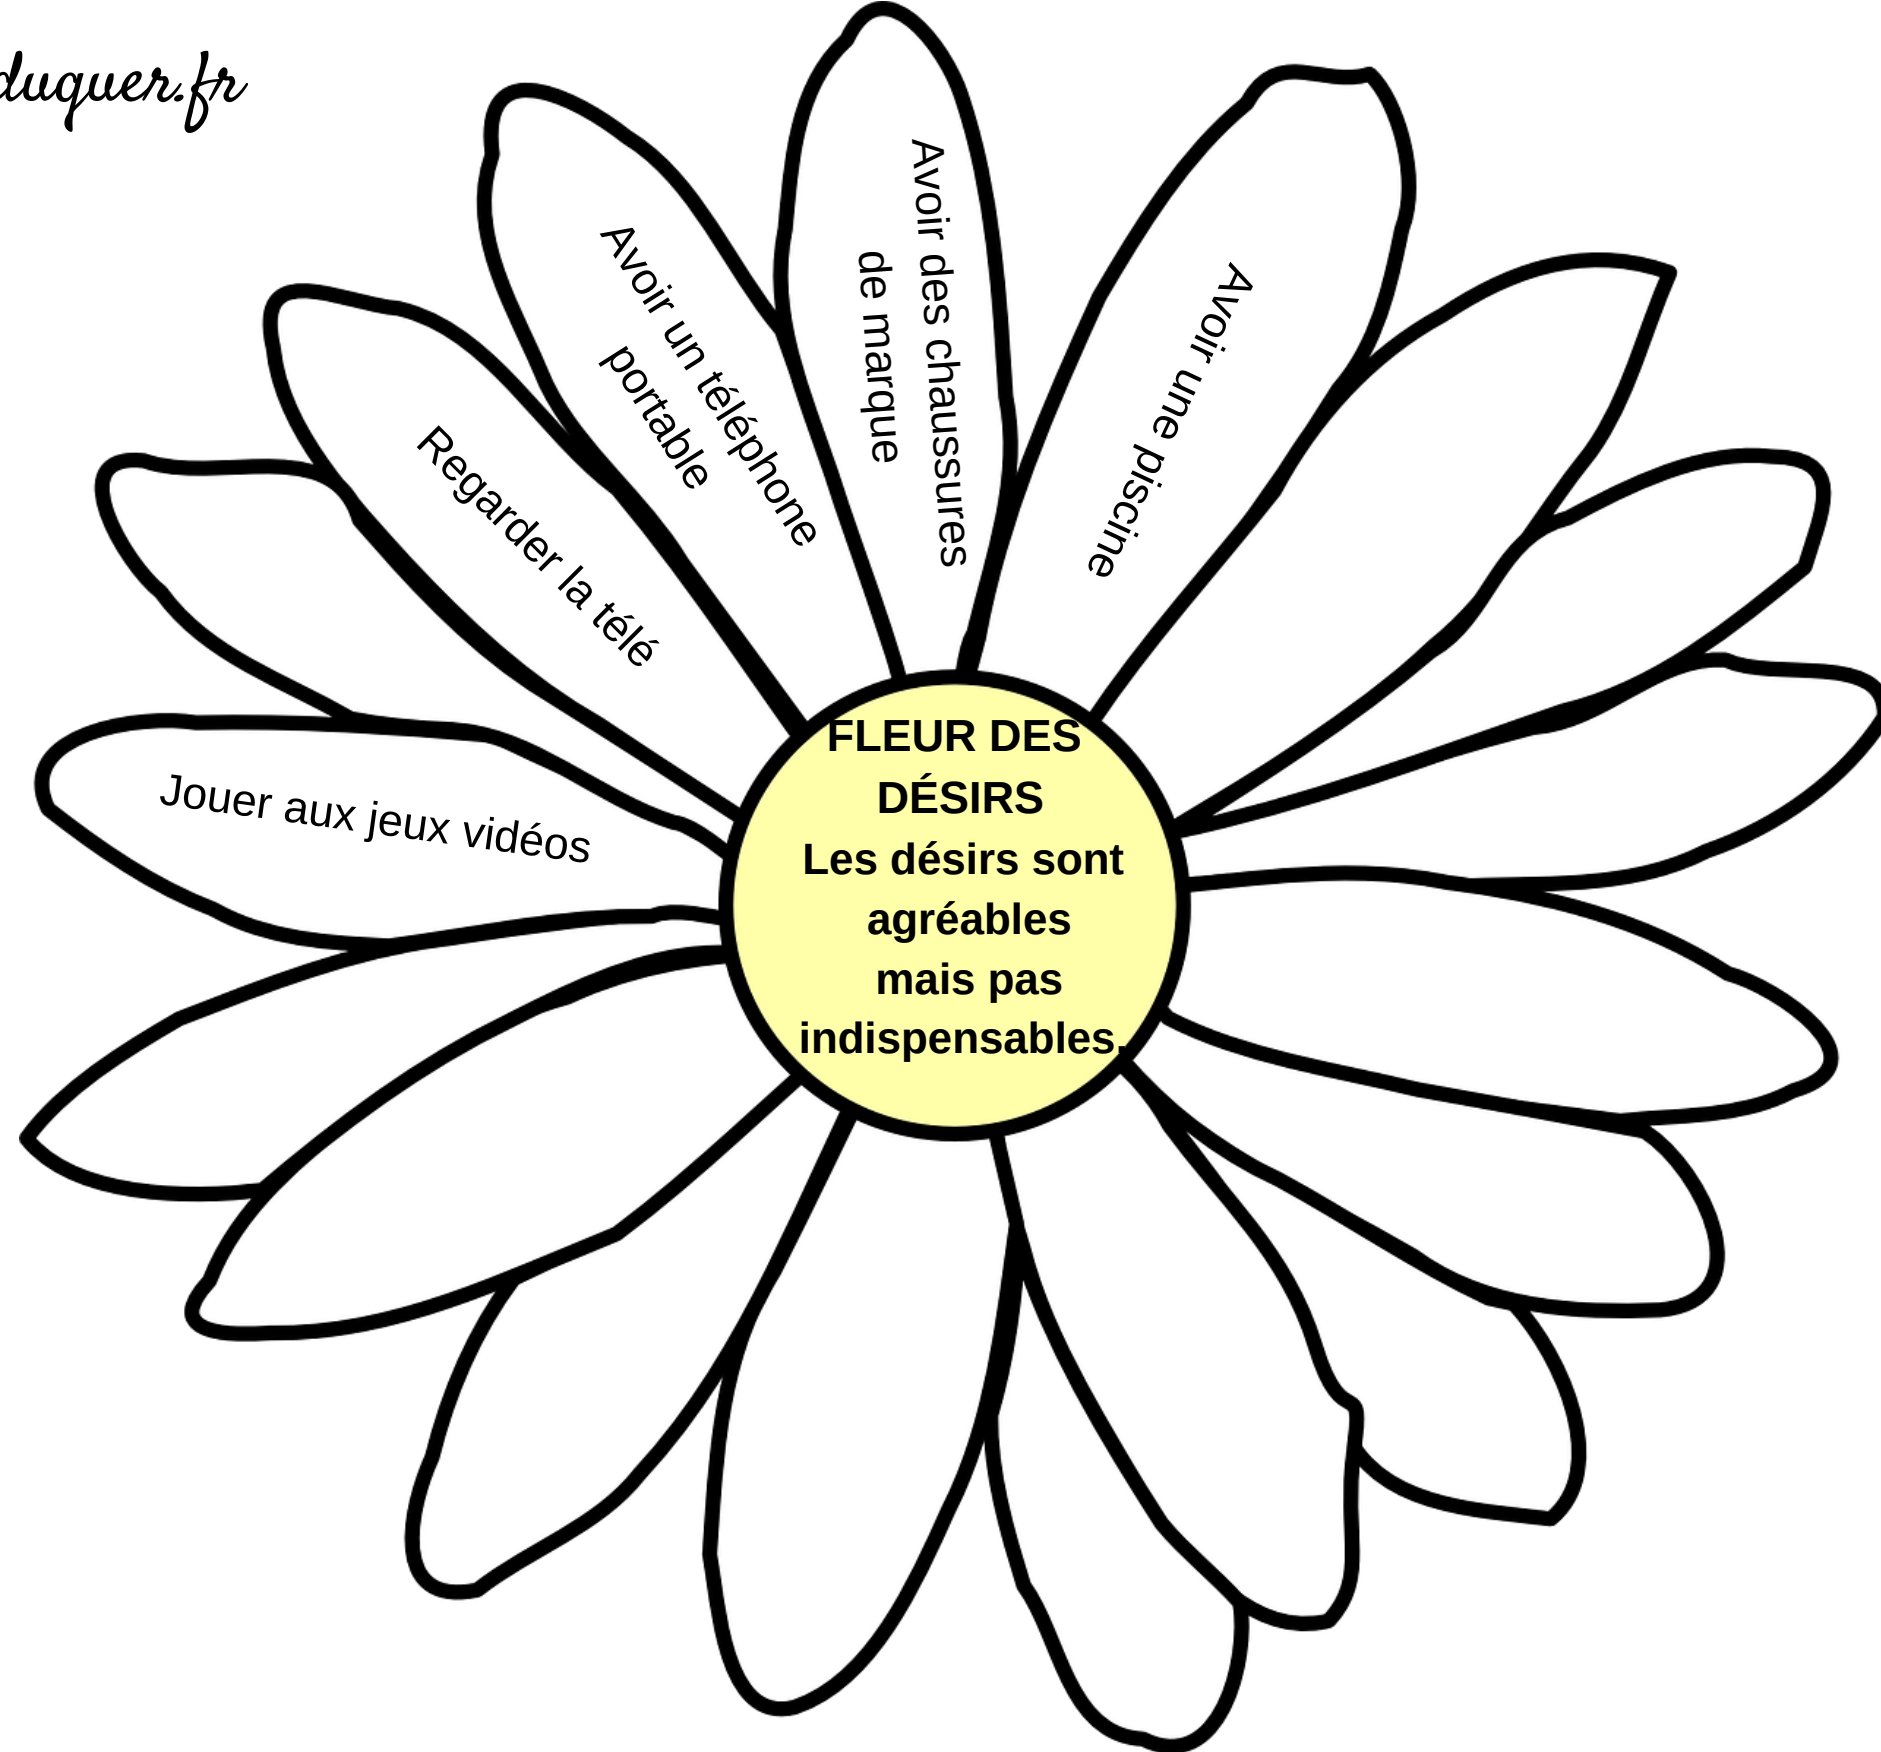 duquer.fr
Avoir des chaussures
de marque
Avoir un téléphone
portable
Avoir une piscine
Regarder la télé
Jouer aux jeux vidéos
FLEUR DES
DÉSIRS
Les désirs sont
agréables
mais pas
indispensables.